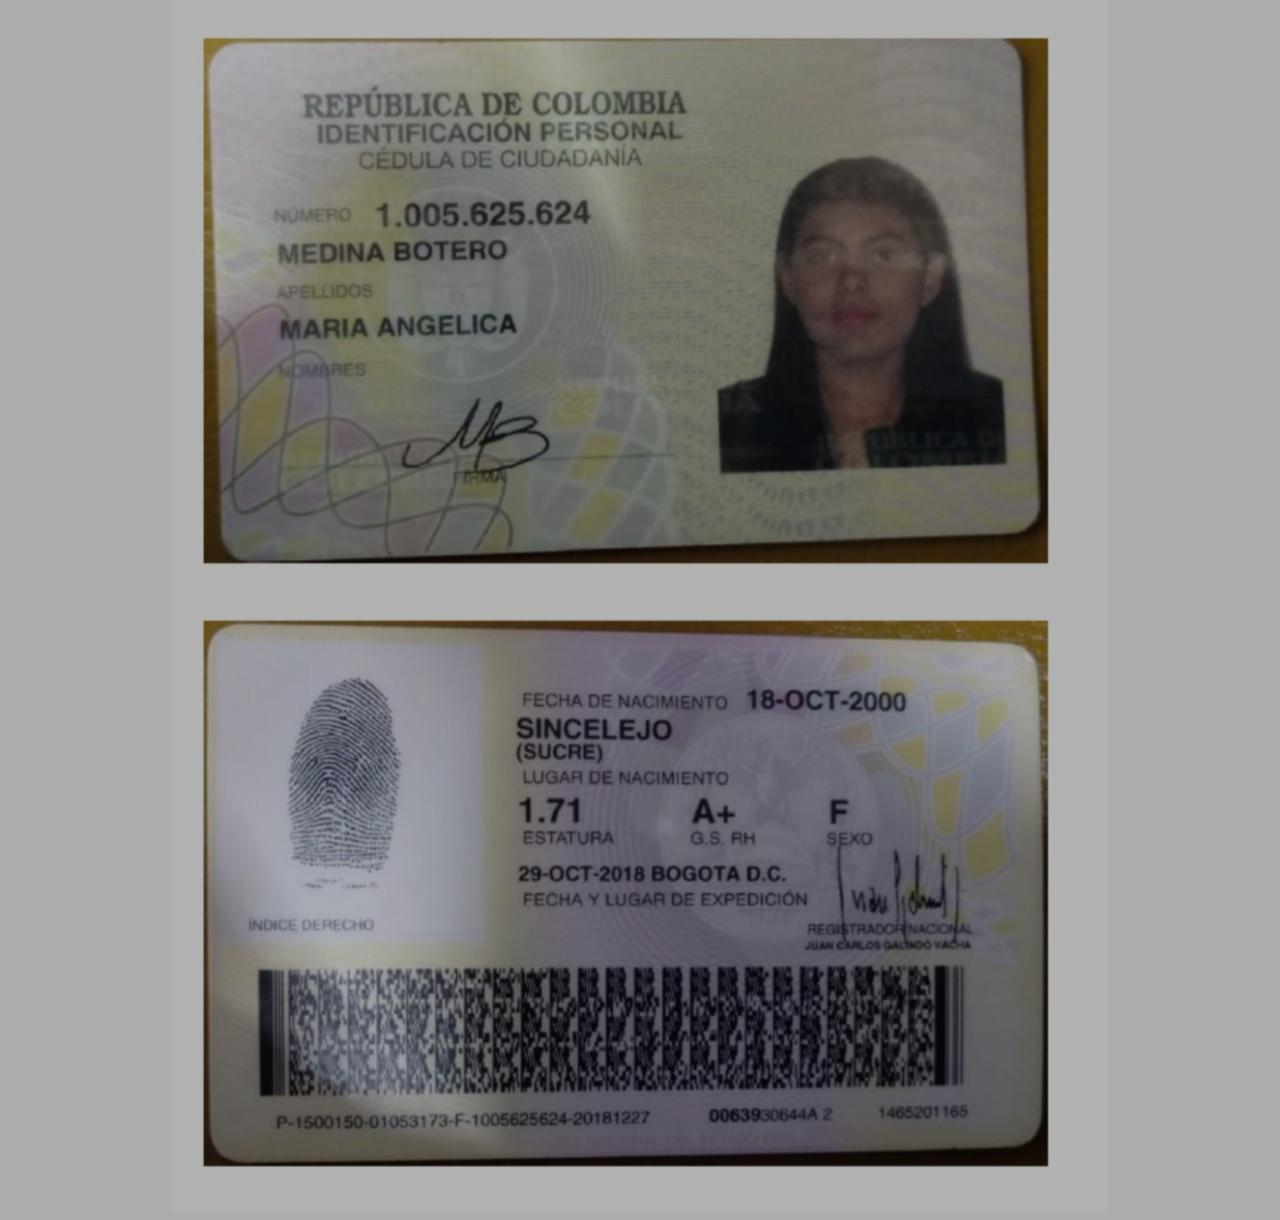 REPÚBLICA DE COLOMBIA
IDENTIFICACIÓN PERSONAL
CÉDULA DE CIUDADANÍA
NÚMERO 1.005.625.624
MEDINA BOTERO
APELLIDOS
MARIA ANGELICA
NOMBRES
FIRMA
FECHA DE NACIMIENTO 18-OCT-2000
SINCELEJO
(SUCRE)
LUGAR DE NACIMIENTO
1.71 A+ F
ESTATURA G.S. RH SEXO
29-OCT-2018 BOGOTA D.C.
FECHA Y LUGAR DE EXPEDICIÓN
REGISTRADOR NACIONAL
JUAN CARLOS GALINDO VACHA
ÍNDICE DERECHO
P-1500150-01053173-F-1005625624-20181227 0063930644A 2 1465201165